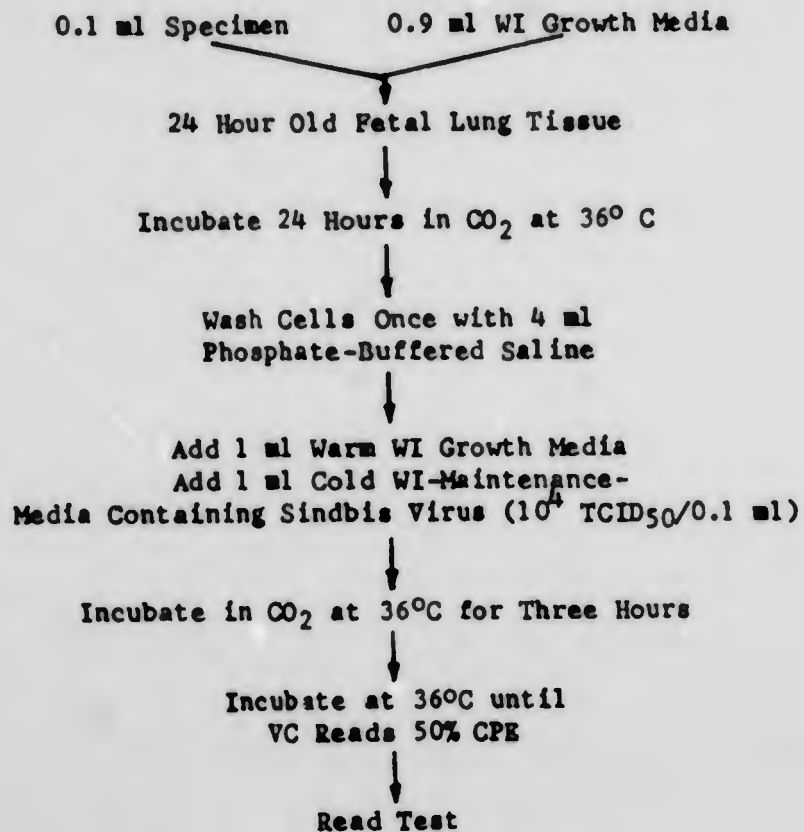 0.1 ml Specimen 0.9 ml WI Growth Media
24 Hour Old Fetal Lung Tissue
Incubate 24 Hours in CO₂ at 36° C
Wash Cells Once with 4 ml
Phosphate-Buffered Saline
Add 1 ml Warm WI Growth Media
Add 1 ml Cold WI-Maintenance-
Media Containing Sindbis Virus (10⁴ TCID₅₀/0.1 ml)
Incubate in CO₂ at 36°C for Three Hours
Incubate at 36°C until
VC Reads 50% CPE
Read Test